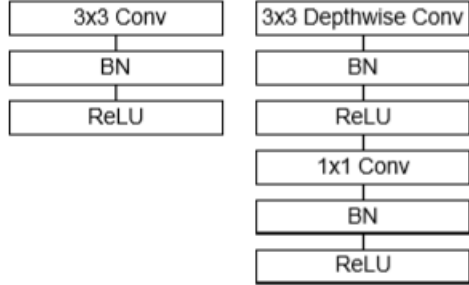 3x3 Conv
BN
ReLU
3x3 Depthwise Conv
BN
ReLU
1x1 Conv
BN
ReLU